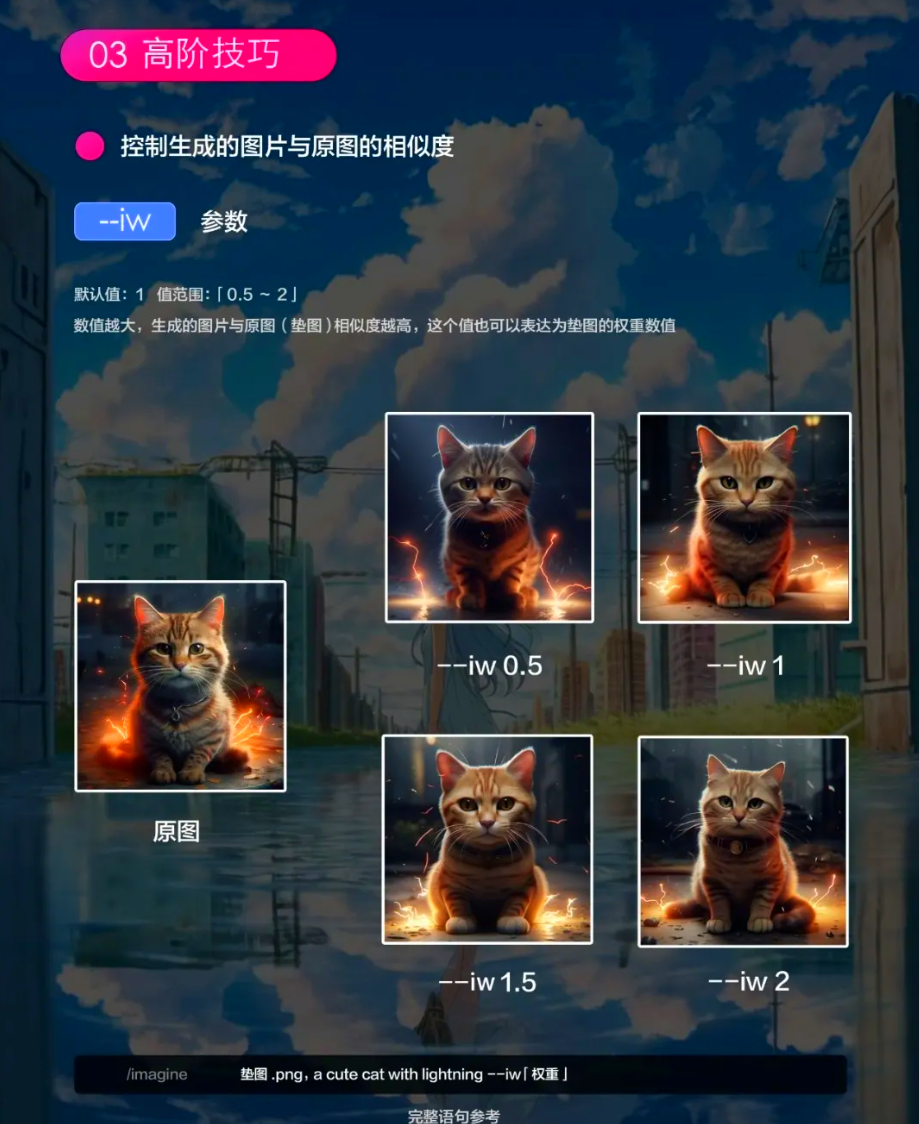 03 高阶技巧
控制生成的图片与原图的相似度
--iw 参数
默认值：1 值范围：「0.5 ~ 2」
数值越大，生成的图片与原图（垫图）相似度越高，这个值也可以表达为垫图的权重数值
--iw 0.5
--iw 1
原图
--iw 1.5
--iw 2
/imagine 垫图.png, a cute cat with lightning --iw「权重」
完整语句参考